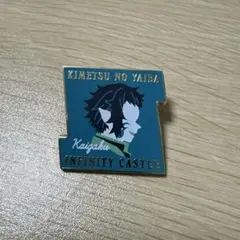 KIMETSU NO YAIBA
Kaigaku
INFINITY CASTLE